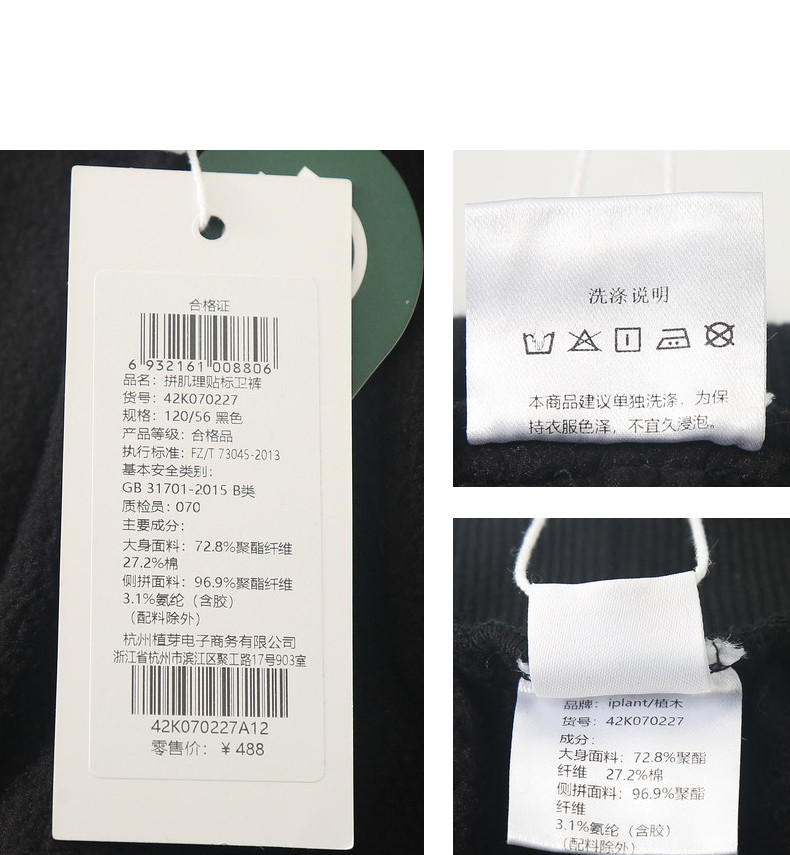 合格证
6 932161 008806
品名：拼肌理贴标卫裤
货号：42K070227
规格：120/56 黑色
产品等级：合格品
执行标准：FZ/T 73045-2013
基本安全类别：
GB 31701-2015 B类
质检员：070
主要成分：
大身面料：72.8%聚酯纤维
27.2%棉
侧拼面料：96.9%聚酯纤维
3.1%氨纶（含胶）
（配料除外）
杭州植芽电子商务有限公司
浙江省杭州市滨江区聚工路17号903室
42K070227A12
零售价：￥488
洗涤说明
本商品建议单独洗涤，为保
持衣服色泽，不宜久浸泡。
品牌：iplant/植木
货号：42K070227
成分：
大身面料：72.8%聚酯
纤维 27.2%棉
侧拼面料：96.9%聚酯
纤维
3.1%氨纶（含胶）
（配料除外）